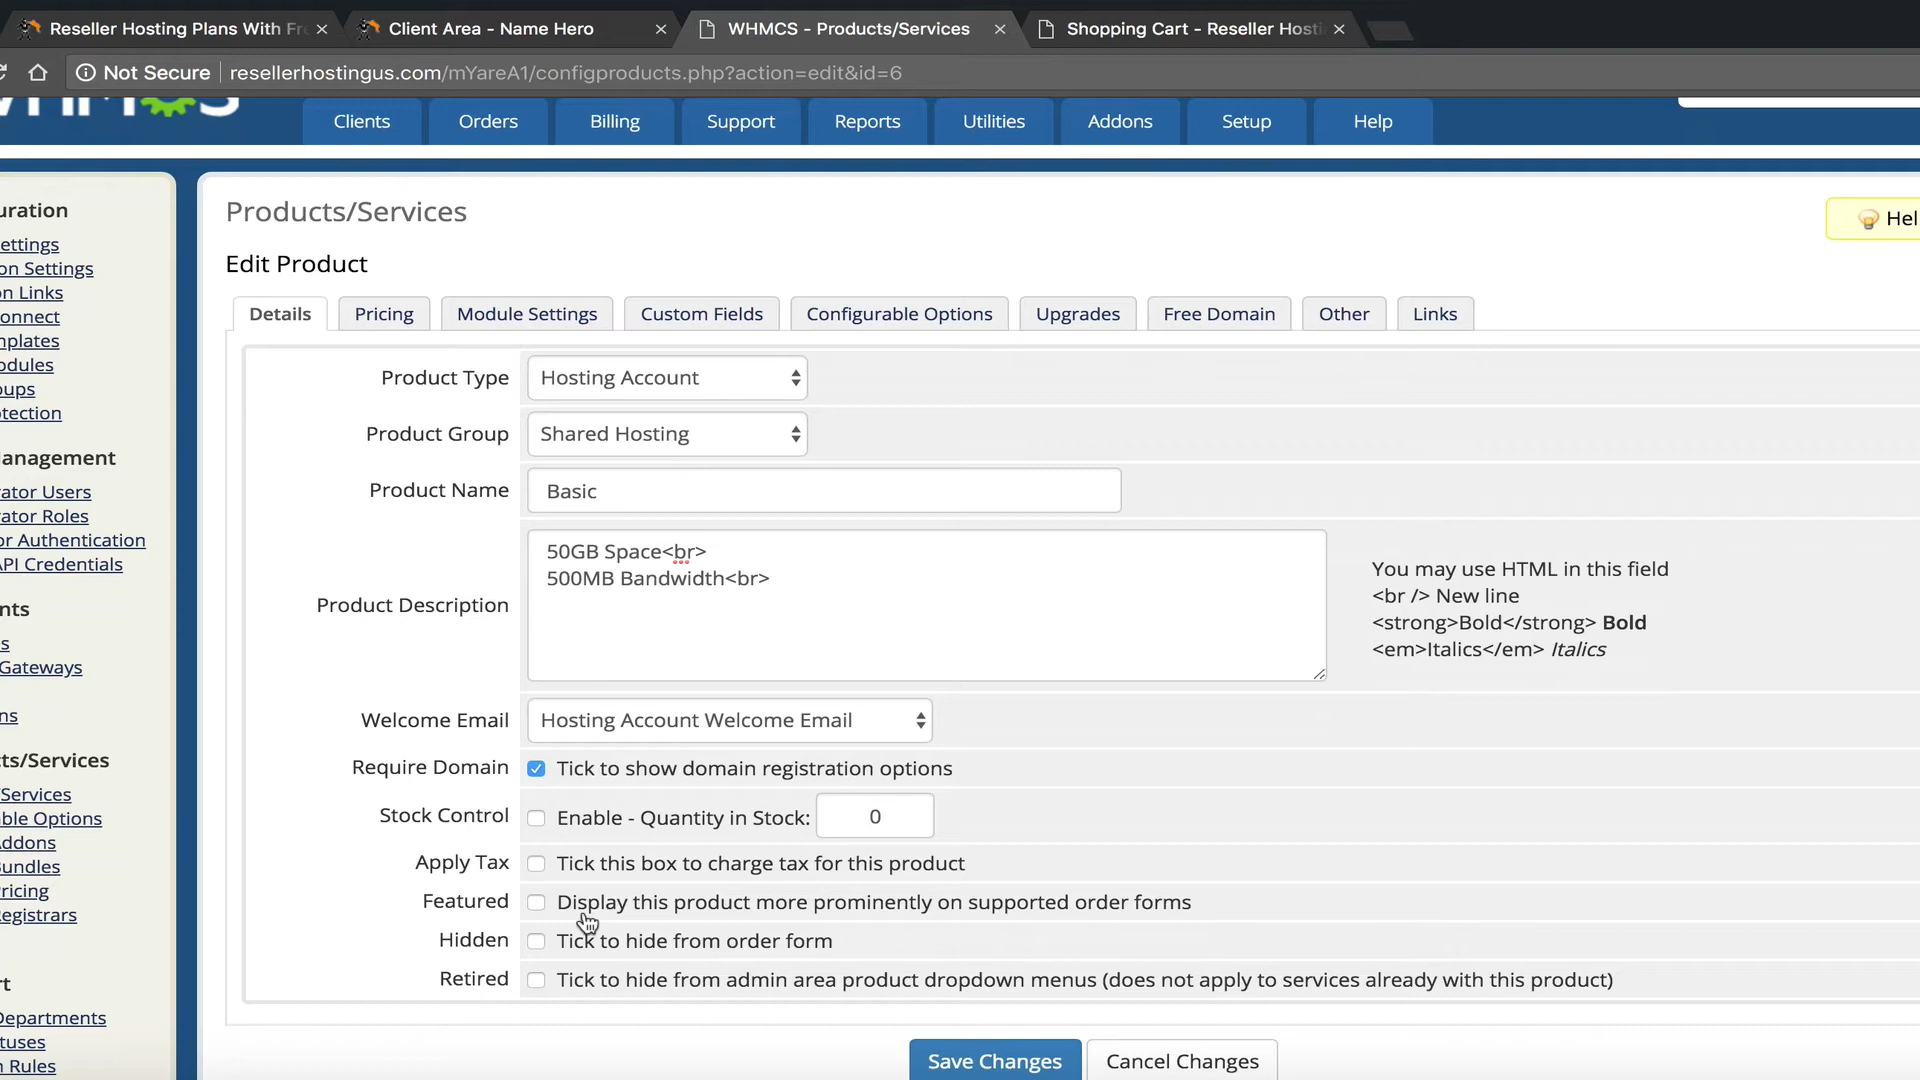 Reseller Hosting Plans With Fr
Client Area - Name Hero
WHMCS - Products/Services
Shopping Cart - Reseller Hosti
Not Secure
resellerhostingus.com/mYareA1/configproducts.php?action=edit&id=6
Clients
Orders
Billing
Support
Reports
Utilities
Addons
Setup
Help
uration
ettings
on Settings
on Links
onnect
mplates
odules
oups
otection
anagement
rator Users
rator Roles
or Authentication
API Credentials
nts
s
Gateways
ns
ts/Services
/Services
ble Options
Addons
Bundles
ricing
egistrars
rt
Departments
tuses
n Rules
Products/Services
Hel
Edit Product
Details
Pricing
Module Settings
Custom Fields
Configurable Options
Upgrades
Free Domain
Other
Links
Product Type
Hosting Account
Product Group
Shared Hosting
Product Name
Basic
Product Description
50GB Space<br>
500MB Bandwidth<br>
You may use HTML in this field
<br /> New line
<strong>Bold</strong> Bold
<em>Italics</em> Italics
Welcome Email
Hosting Account Welcome Email
Require Domain
Tick to show domain registration options
Stock Control
Enable - Quantity in Stock:
0
Apply Tax
Tick this box to charge tax for this product
Featured
Display this product more prominently on supported order forms
Hidden
Tick to hide from order form
Retired
Tick to hide from admin area product dropdown menus (does not apply to services already with this product)
Save Changes
Cancel Changes